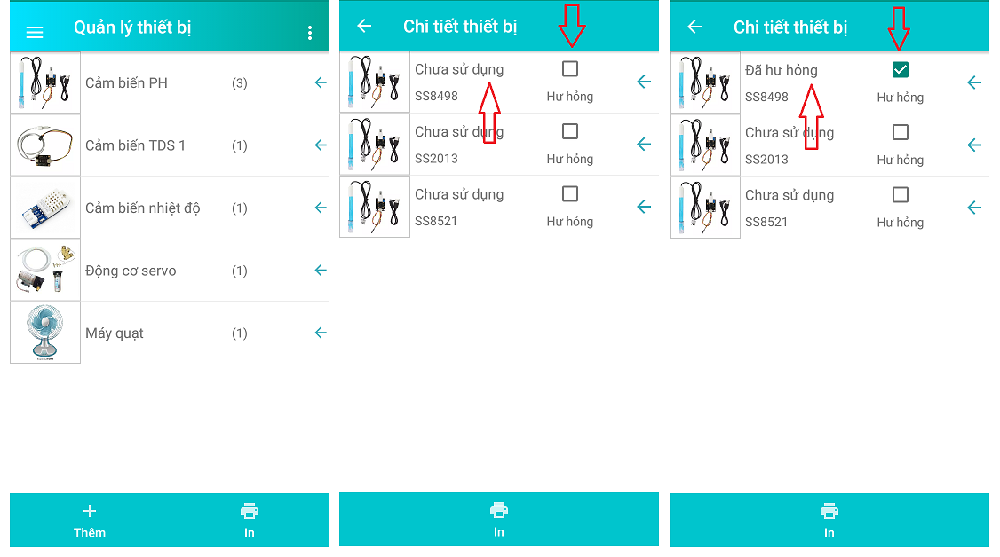 Quản lý thiết bị
Cảm biến PH (3)
Cảm biến TDS 1 (1)
Cảm biến nhiệt độ (1)
Động cơ servo (1)
Máy quạt (1)
Thêm In
Chi tiết thiết bị
Chưa sử dụng
SS8498 Hư hỏng
Chưa sử dụng
SS2013 Hư hỏng
Chưa sử dụng
SS8521 Hư hỏng
In
Chi tiết thiết bị
Đã hư hỏng
SS8498 Hư hỏng
Chưa sử dụng
SS2013 Hư hỏng
Chưa sử dụng
SS8521 Hư hỏng
In